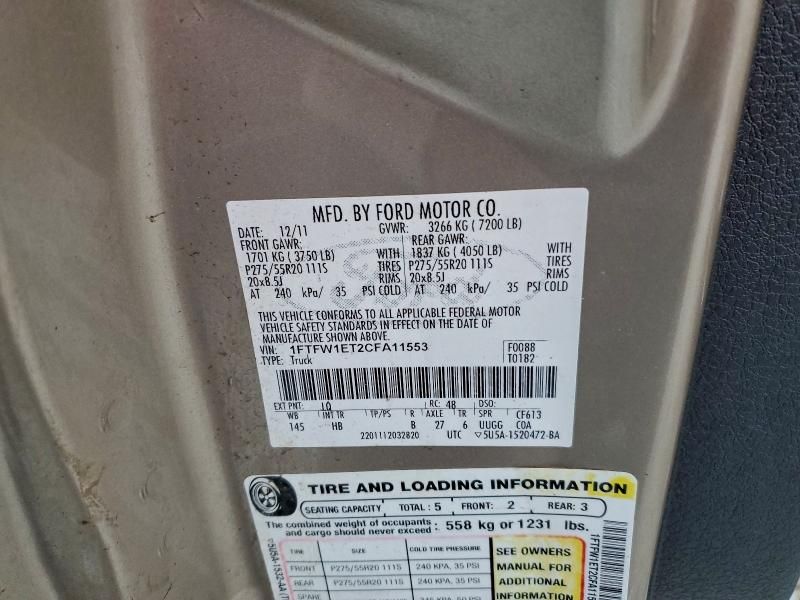 MFD. BY FORD MOTOR CO.
DATE: 12/11 GVWR: 3266 KG ( 7200 LB)
FRONT GAWR: REAR GAWR:
1701 KG ( 3750 LB) WITH 1837 KG ( 4050 LB) WITH
P275/55R20 111S TIRES P275/55R20 111S TIRES
20x8.5J RIMS 20x8.5J RIMS
AT 240 kPa/ 35 PSI COLD AT 240 kPa/ 35 PSI COLD
THIS VEHICLE CONFORMS TO ALL APPLICABLE FEDERAL MOTOR
VEHICLE SAFETY STANDARDS IN EFFECT ON THE DATE OF
MANUFACTURE SHOWN ABOVE.
VIN: 1FTFW1ET2CFA11553 F0088
TYPE: Truck T0182
EXT PNT: JQ RC: 48 DSO:
WB INT TR TP/PS R AXLE TR SPR CF613
145 HB B 27 6 UUGG COA
2201112032820 UTC ▽5U5A-1520472-BA
TIRE AND LOADING INFORMATION
SEATING CAPACITY TOTAL : 5 FRONT: 2 REAR: 3
The combined weight of occupants and cargo should never exceed : 558 kg or 1231 lbs.
TIRE SIZE COLD TIRE PRESSURE
FRONT P275/55R20 111S 240 KPA, 35 PSI
REAR P275/55R20 111S 240 KPA, 35 PSI
SPARE
SEE OWNERS
MANUAL FOR
ADDITIONAL
INFORMATION
1FTFW1ET2CFA115